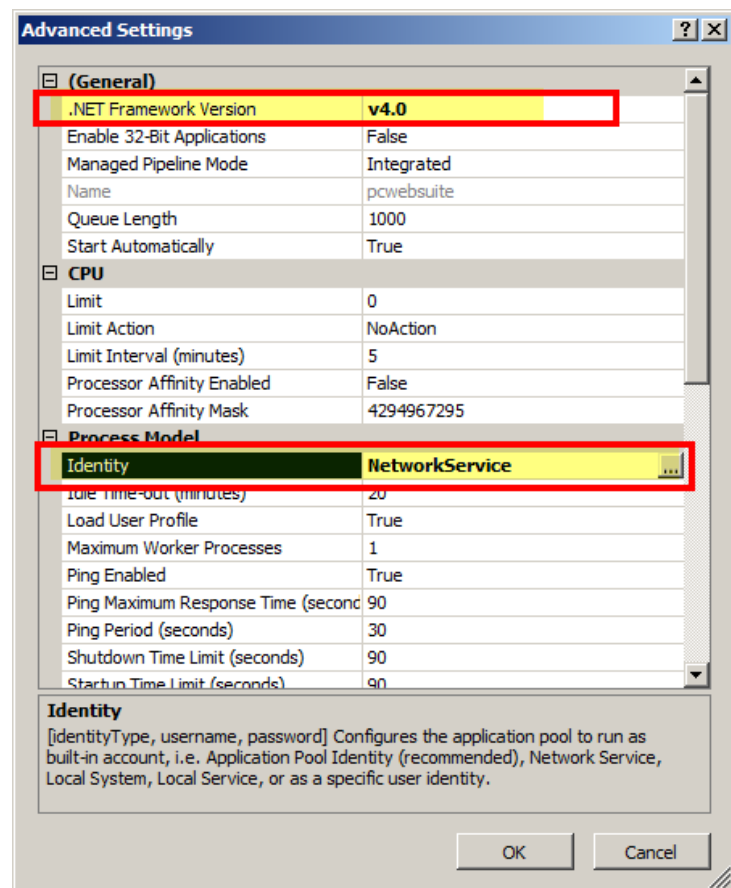 Advanced Settings
(General)
.NET Framework Version v4.0
Enable 32-Bit Applications False
Managed Pipeline Mode Integrated
Name pcwebsuite
Queue Length 1000
Start Automatically True
CPU
Limit 0
Limit Action NoAction
Limit Interval (minutes) 5
Processor Affinity Enabled False
Processor Affinity Mask 4294967295
Process Model
Identity NetworkService ...
Idle Time-out (minutes) 20
Load User Profile True
Maximum Worker Processes 1
Ping Enabled True
Ping Maximum Response Time (second 90
Ping Period (seconds) 30
Shutdown Time Limit (seconds) 90
Startup Time Limit (seconds) 90
Identity
[identityType, username, password] Configures the application pool to run as
built-in account, i.e. Application Pool Identity (recommended), Network Service,
Local System, Local Service, or as a specific user identity.
OK Cancel